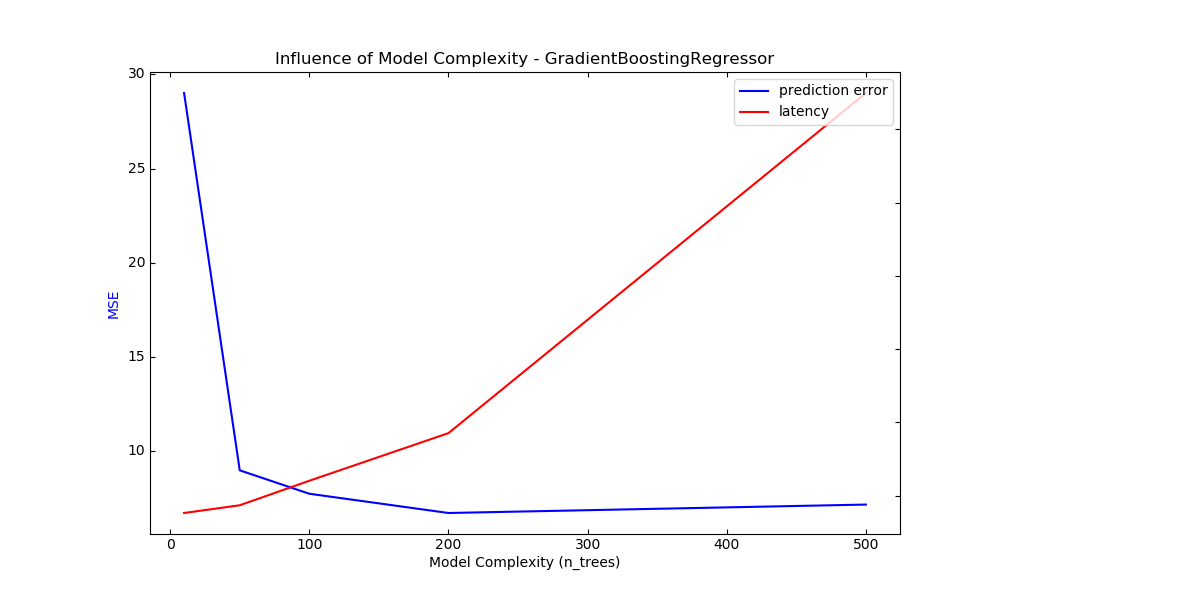 Influence of Model Complexity - GradientBoostingRegressor
prediction error
latency
30
25
20
15
10
MSE
0 100 200 300 400 500
Model Complexity (n_trees)